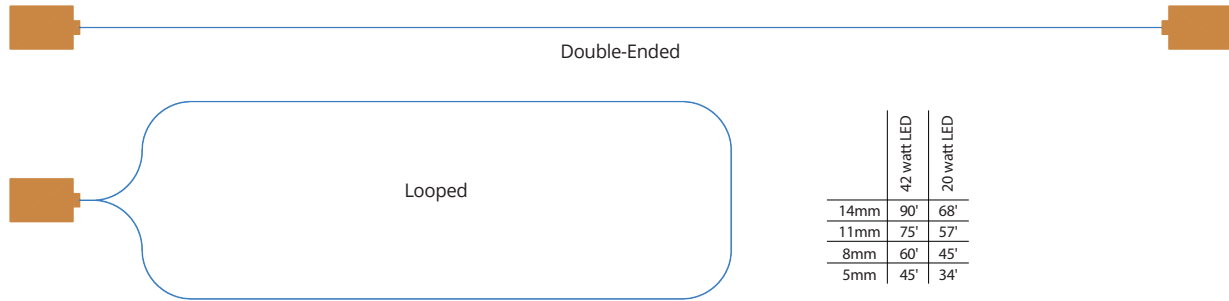 Double-Ended
Looped
42 watt LED 20 watt LED
14mm 90' 68'
11mm 75' 57'
8mm 60' 45'
5mm 45' 34'